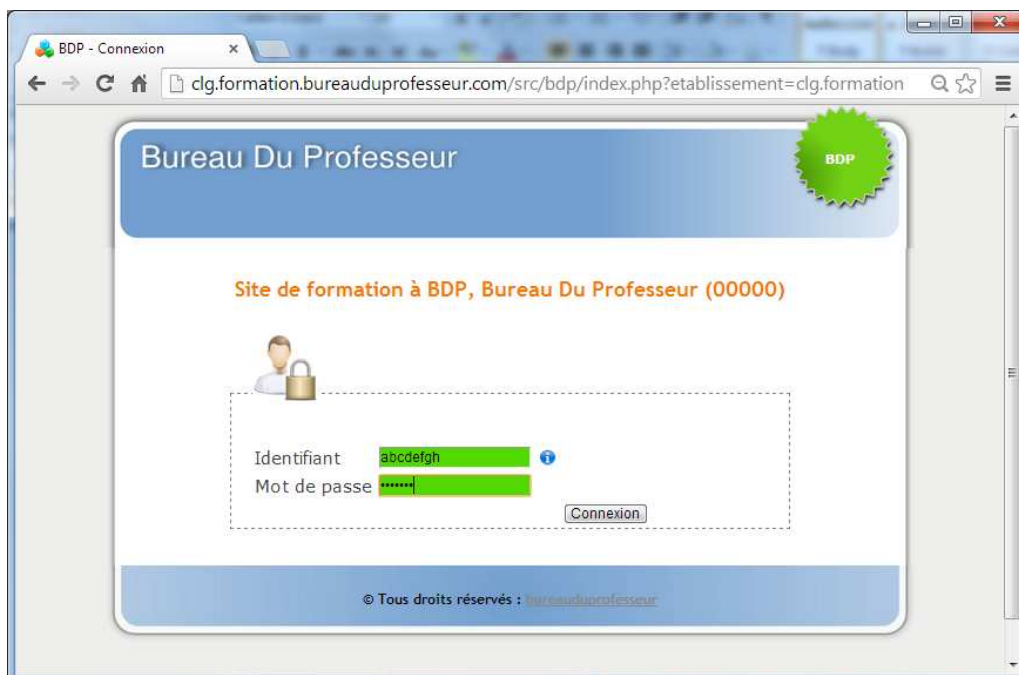 BDP - Connexion
clg.formation.bureauduprofesseur.com/src/bdp/index.php?etablissement=clg.formation
Bureau Du Professeur
BDP
Site de formation à BDP, Bureau Du Professeur (00000)
Identifiant abcdefgh
Mot de passe •••••••
Connexion
© Tous droits réservés : bureauduprofesseur